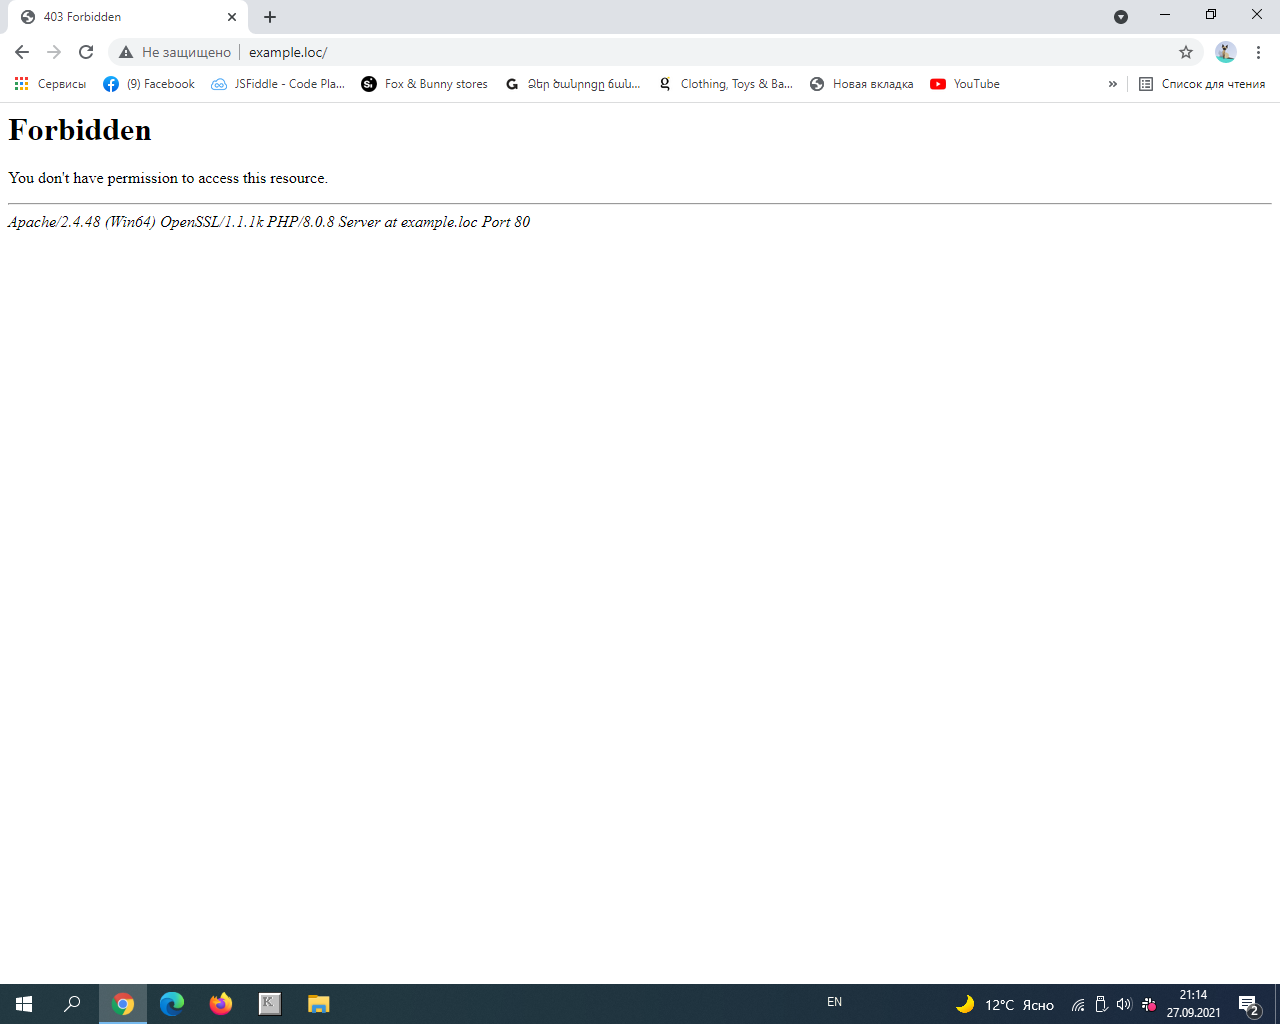 403 Forbidden
Не защищено
example.loc/
Сервисы
(9) Facebook
JSFiddle - Code Pla...
Fox & Bunny stores
Ձեր ծանրոցը ճան...
Clothing, Toys & Ba...
Новая вкладка
YouTube
»
Список для чтения
Forbidden
You don't have permission to access this resource.
Apache/2.4.48 (Win64) OpenSSL/1.1.1k PHP/8.0.8 Server at example.loc Port 80
EN
12°C Ясно
21:14
27.09.2021
2